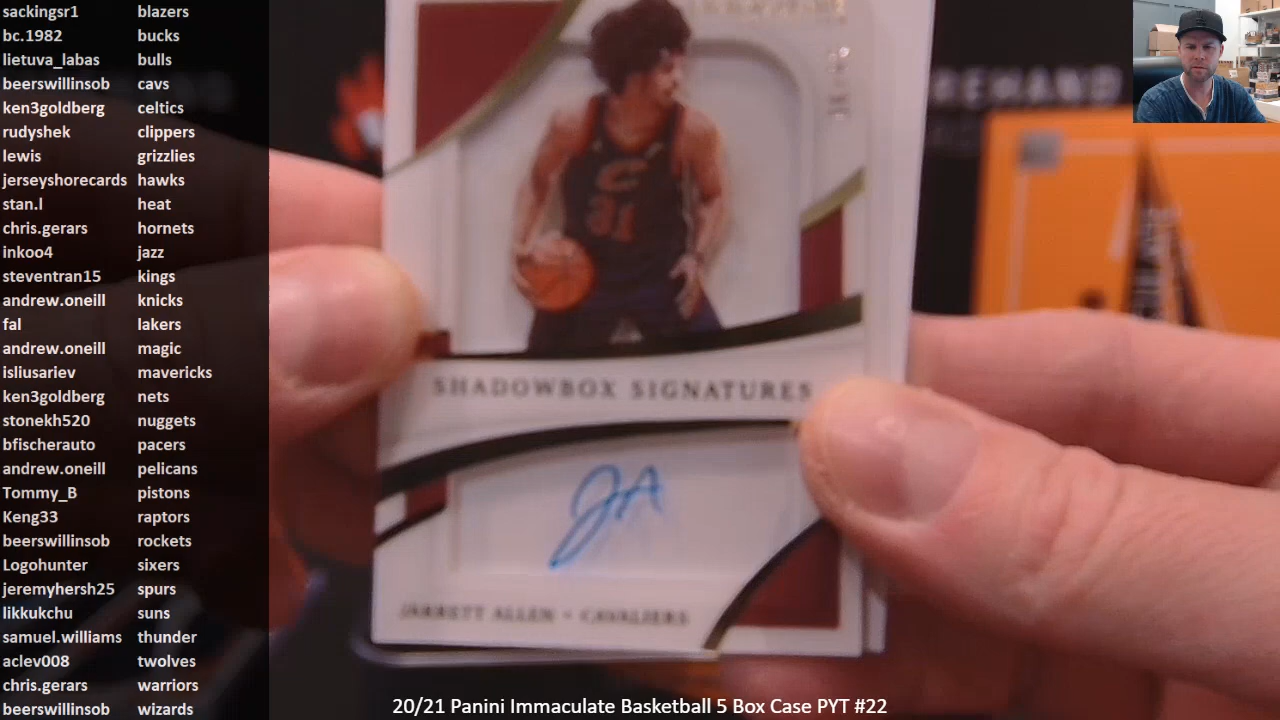 sackingsr1 blazers
bc.1982 bucks
lietuva_labas bulls
beerswillinsob cavs
ken3goldberg celtics
rudyshek clippers
lewis grizzlies
jerseyshorecards hawks
stan.l heat
chris.gerars hornets
inkoo4 jazz
steventran15 kings
andrew.oneill knicks
fal lakers
andrew.oneill magic
isliusariev mavericks
ken3goldberg nets
stonekh520 nuggets
bfischerauto pacers
andrew.oneill pelicans
Tommy_B pistons
Keng33 raptors
beerswillinsob rockets
Logohunter sixers
jeremyhersh25 spurs
likkukchu suns
samuel.williams thunder
aclev008 twolves
chris.gerars warriors
beerswillinsob wizards
C
31
SHADOWBOX SIGNATURES
JA
JARRETT ALLEN • CAVALIERS
20/21 Panini Immaculate Basketball 5 Box Case PYT #22